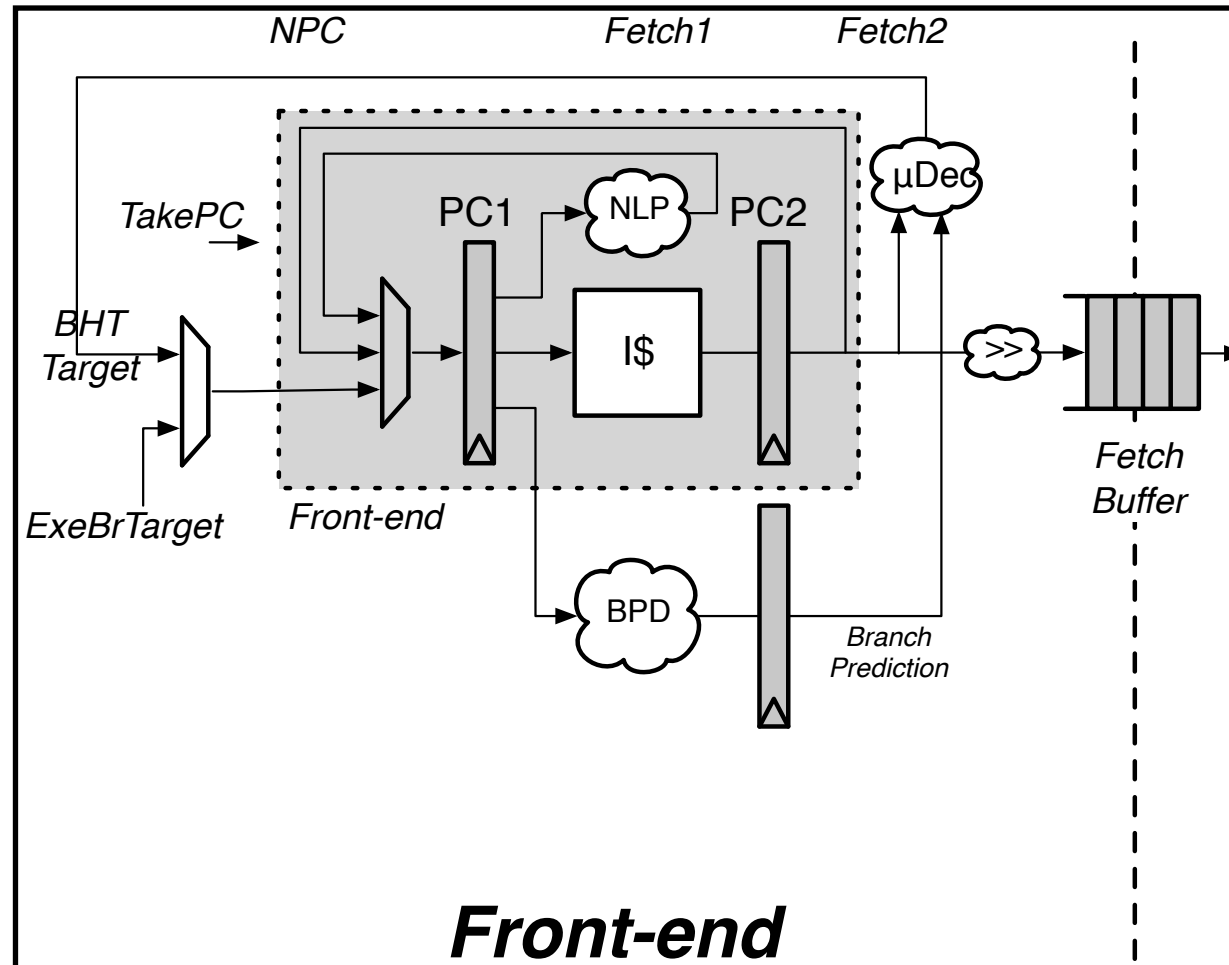 NPC
Fetch1
Fetch2
µDec
TakePC
PC1
NLP
PC2
BHT
Target
I$
>>
Fetch
Buffer
ExeBrTarget
Front-end
BPD
Branch
Prediction
Front-end